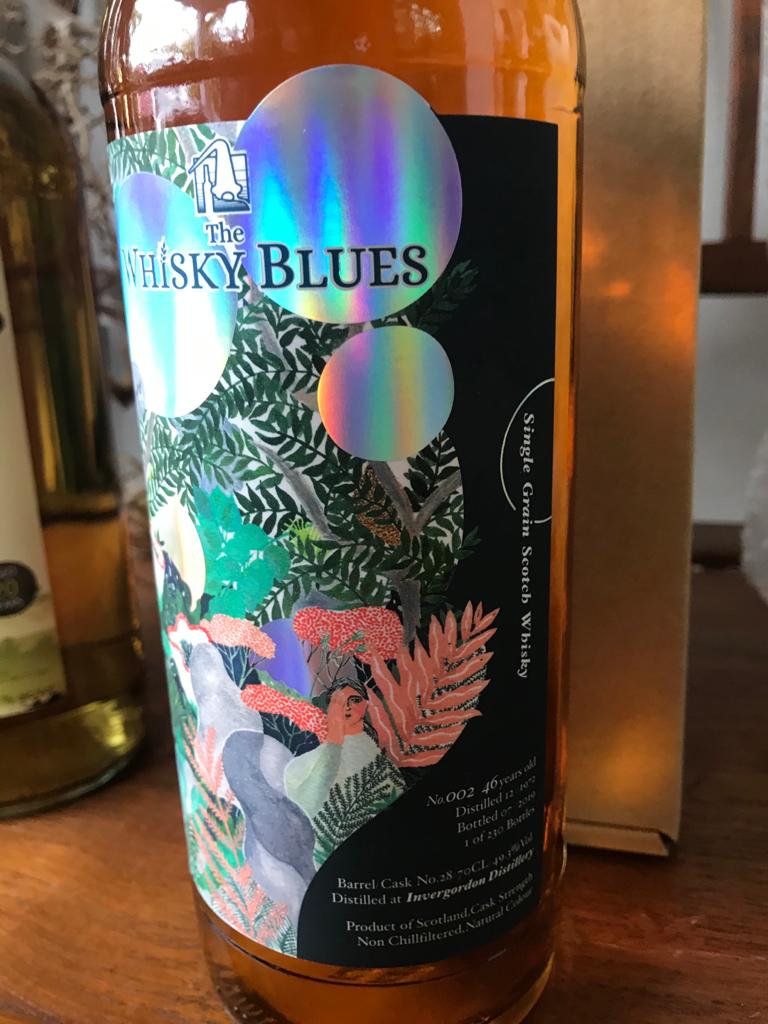 The
WHISKY BLUES
Single Grain Scotch Whisky
No.002 46 years old
Distilled 12 · 1972
Bottled 07 · 2019
1 of 230 Bottles
Barrel Cask No.28 70CL 49.3%Vol
Distilled at Invergordon Distillery
Product of Scotland.Cask Strength
Non Chillfiltered.Natural Colour